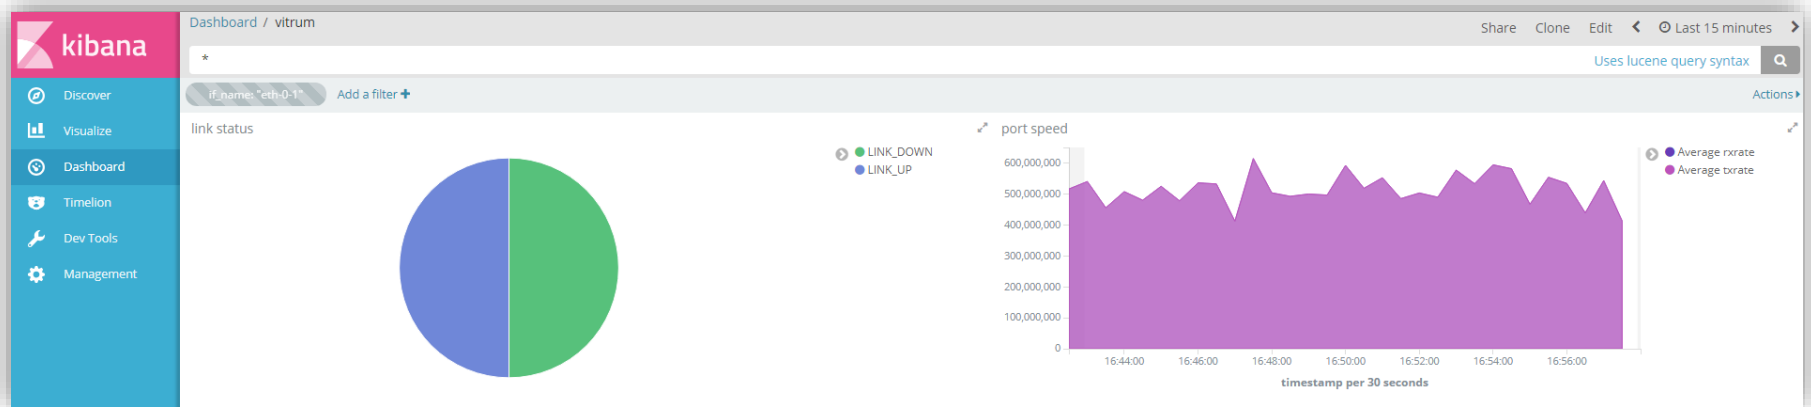 kibana
Discover
Visualize
Dashboard
Timelion
Dev Tools
Management
Dashboard / vitrum
Share Clone Edit Last 15 minutes
*
Uses lucene query syntax
if_name: "eth-0-1"
Add a filter +
Actions
link status
LINK_DOWN
LINK_UP
port speed
600,000,000
500,000,000
400,000,000
300,000,000
200,000,000
100,000,000
0
16:44:00 16:46:00 16:48:00 16:50:00 16:52:00 16:54:00 16:56:00
timestamp per 30 seconds
Average rxrate
Average txrate